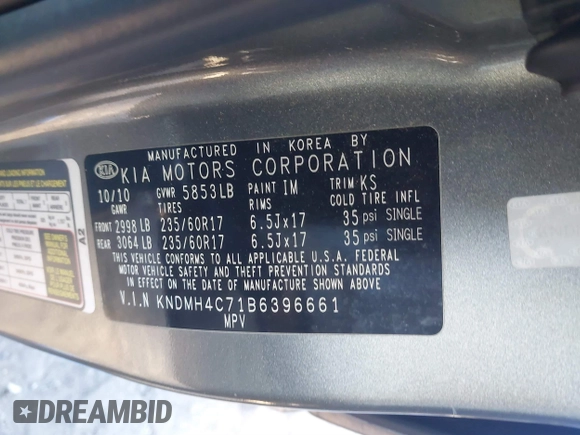 MANUFACTURED IN KOREA BY
KIA KIA MOTORS CORPORATION
10/10 GVWR 5853LB PAINT IM TRIM KS
GAWR TIRES RIMS COLD TIRE INFL
FRONT 2998 LB 235/60R17 6.5Jx17 35 psi SINGLE
REAR 3064 LB 235/60R17 6.5Jx17 35 psi SINGLE
THIS VEHICLE CONFORMS TO ALL APPLICABLE U.S.A. FEDERAL
MOTOR VEHICLE SAFETY AND THEFT PREVENTION STANDARDS
IN EFFECT ON THE DATE OF MANUFACTURE SHOWN ABOVE.
V.I.N KNDMH4C71B6396661
MPV
A2
DREAMBID